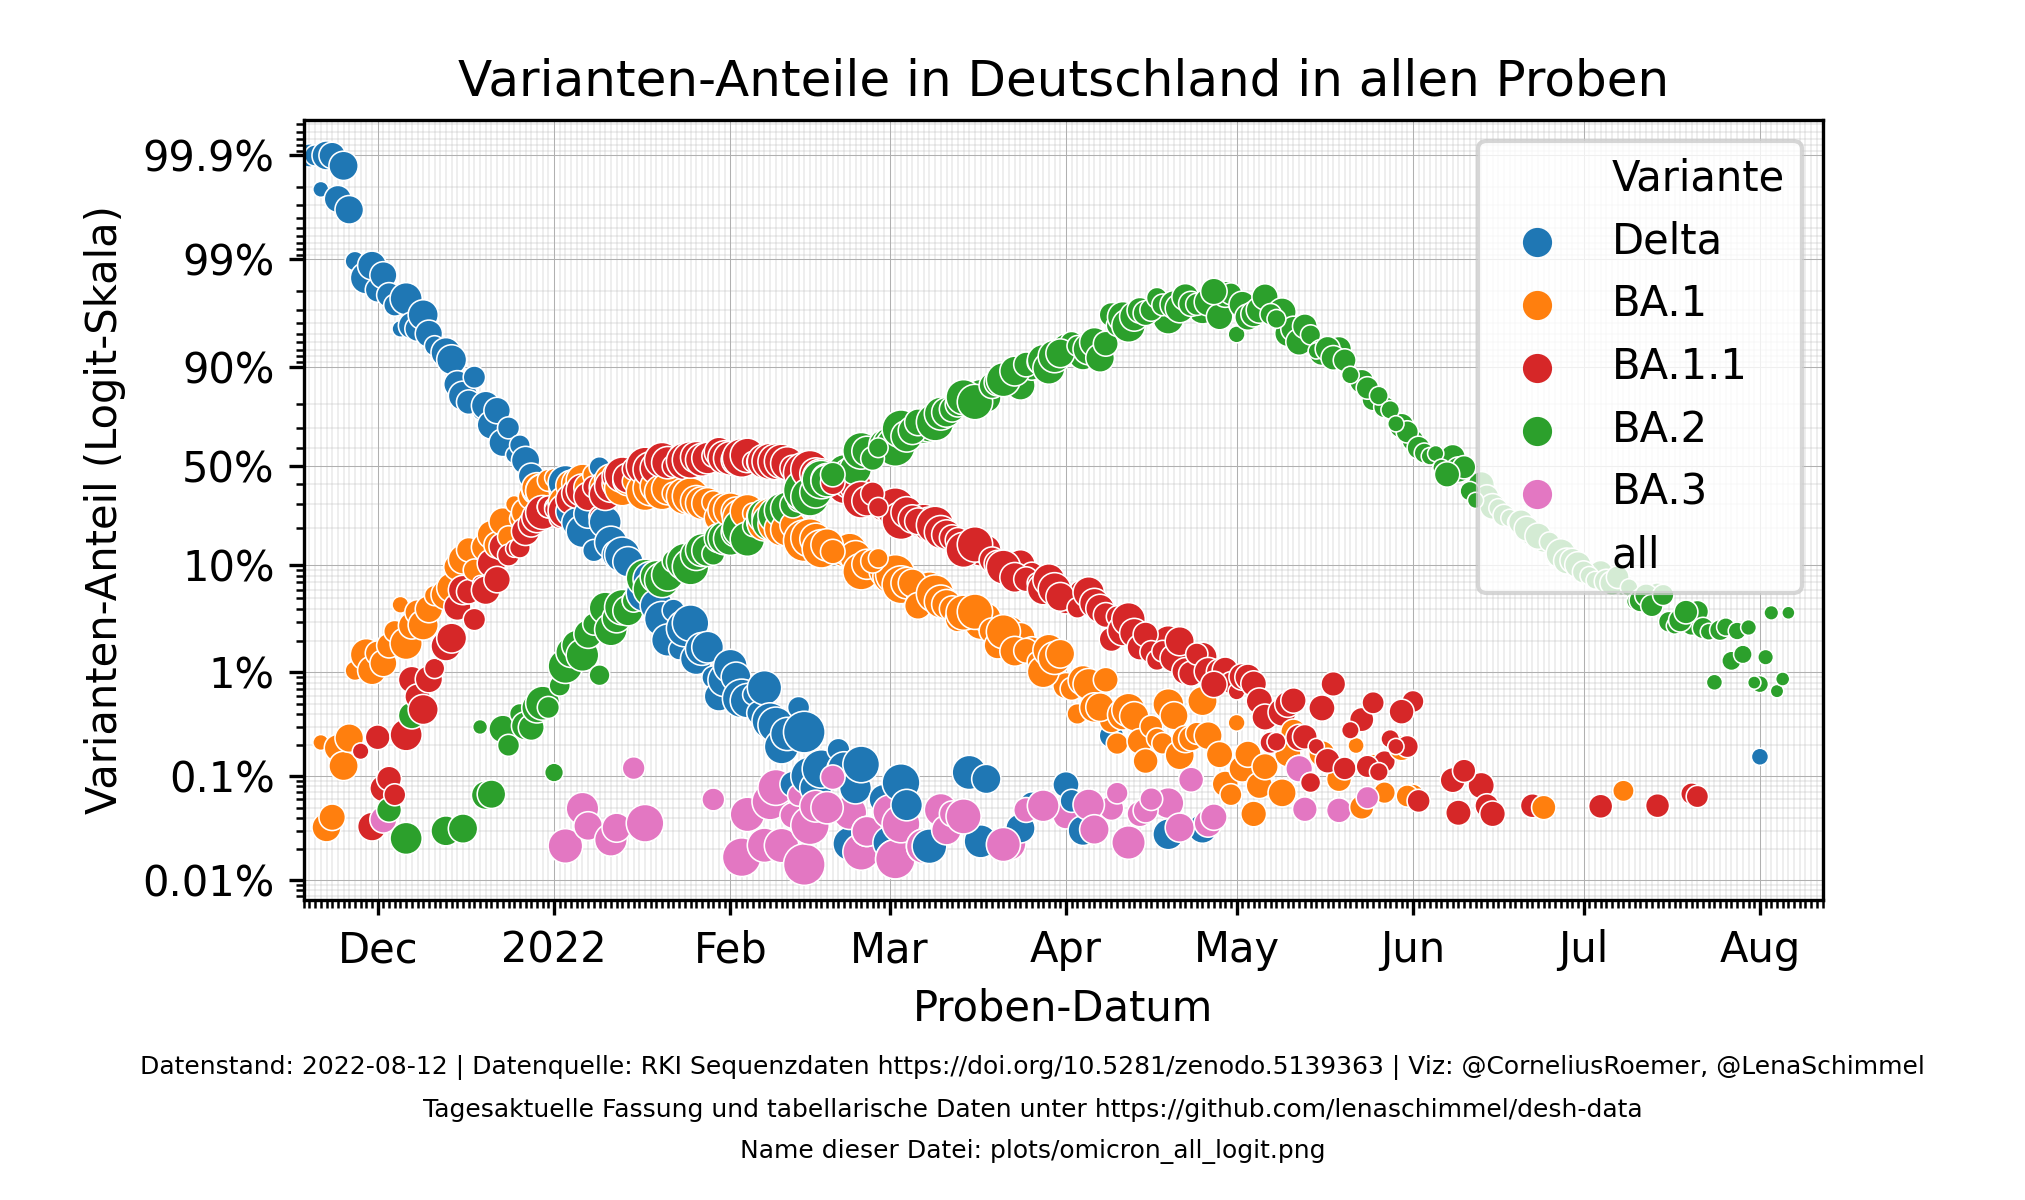 Varianten-Anteile in Deutschland in allen Proben
Varianten-Anteil (Logit-Skala)
99.9%
99%
90%
50%
10%
1%
0.1%
0.01%
Variante
Delta
BA.1
BA.1.1
BA.2
BA.3
all
Dec 2022 Feb Mar Apr May Jun Jul Aug
Proben-Datum
Datenstand: 2022-08-12 | Datenquelle: RKI Sequenzdaten https://doi.org/10.5281/zenodo.5139363 | Viz: @CorneliusRoemer, @LenaSchimmel
Tagesaktuelle Fassung und tabellarische Daten unter https://github.com/lenaschimmel/desh-data
Name dieser Datei: plots/omicron_all_logit.png